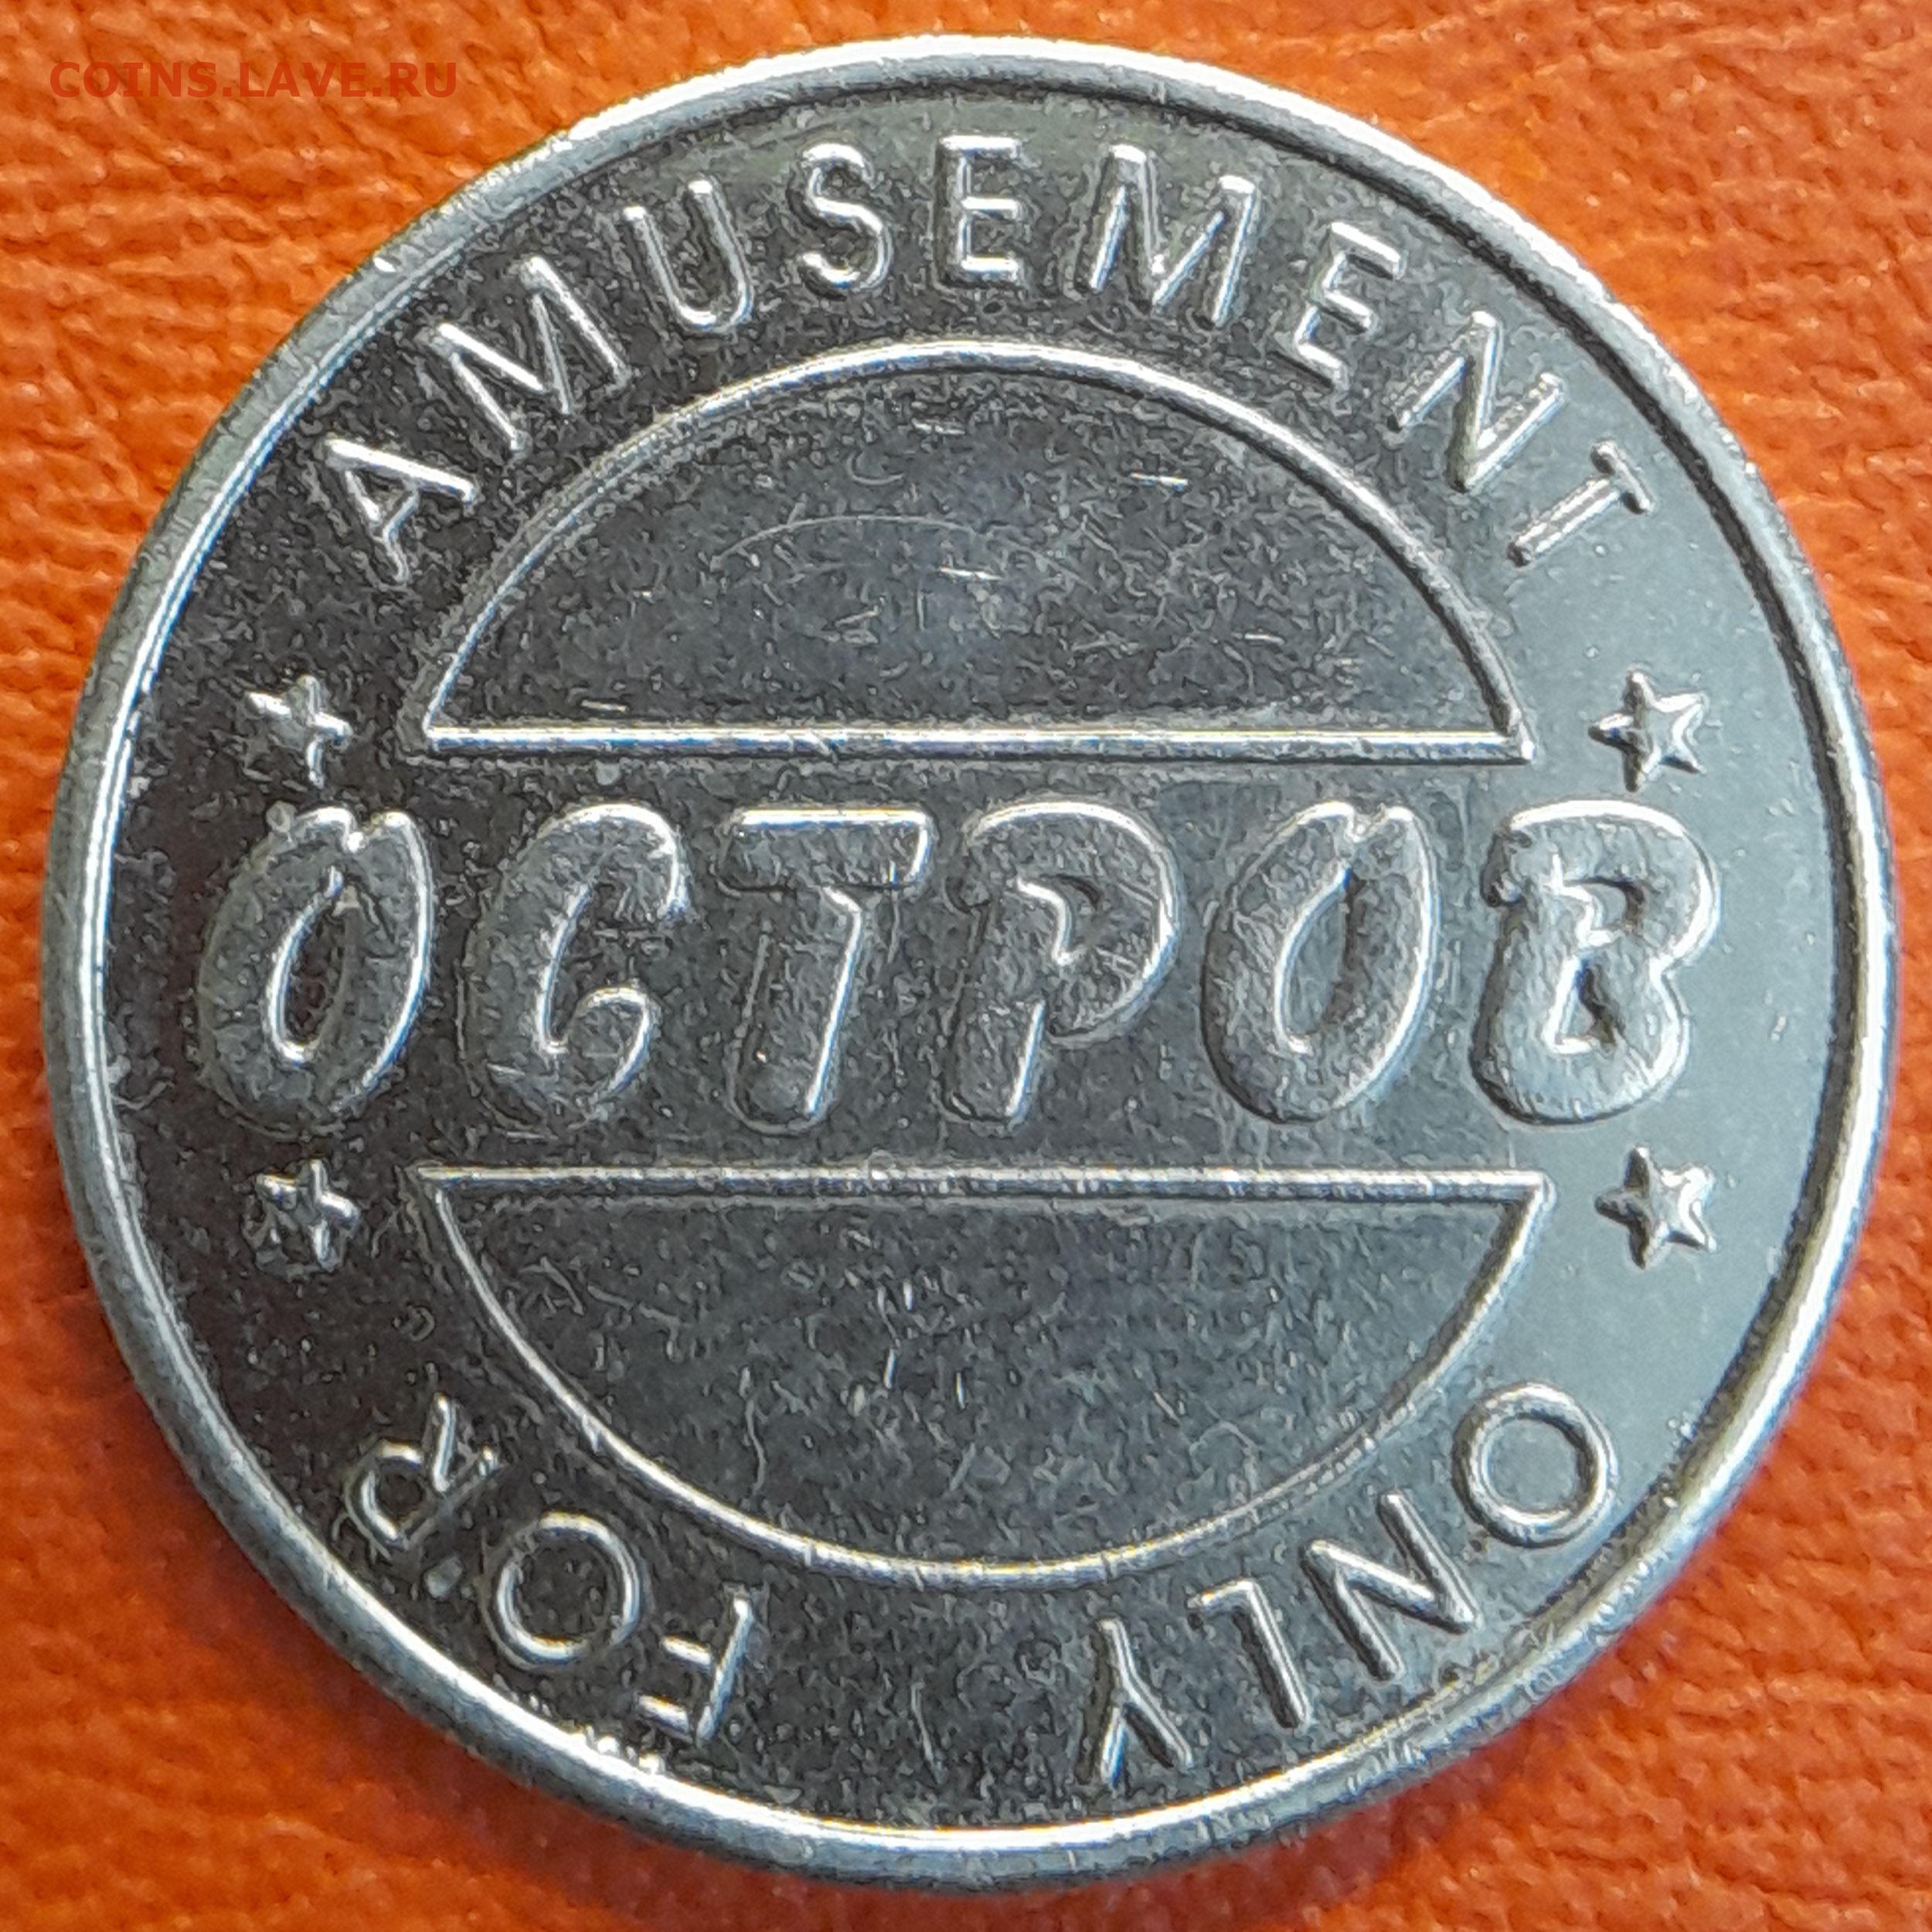 COINS.LAVE.RU
AMUSEMENT
ОСТРОВ
ONLY FOR